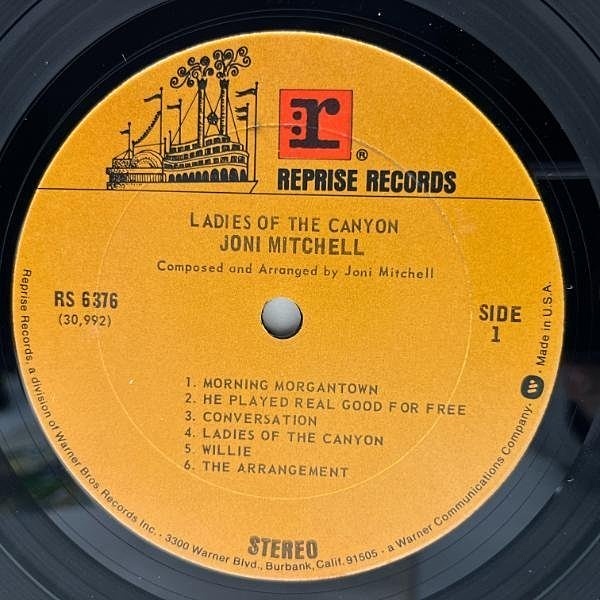 r
®
REPRISE RECORDS
LADIES OF THE CANYON
JONI MITCHELL
Composed and Arranged by Joni Mitchell
RS 6376
(30,992)
SIDE
1
1. MORNING MORGANTOWN
2. HE PLAYED REAL GOOD FOR FREE
3. CONVERSATION
4. LADIES OF THE CANYON
5. WILLIE
6. THE ARRANGEMENT
STEREO
Reprise Records, a division of Warner Bros. Records Inc. · 3300 Warner Blvd., Burbank, Calif. 91505 · a Warner Communications Company. · Made in U.S.A.